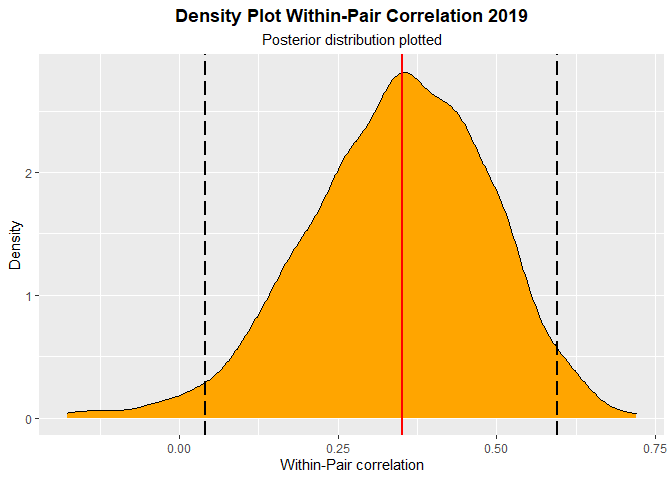 Density Plot Within-Pair Correlation 2019
Posterior distribution plotted
Density
2
1
0
0.00 0.25 0.50 0.75
Within-Pair correlation